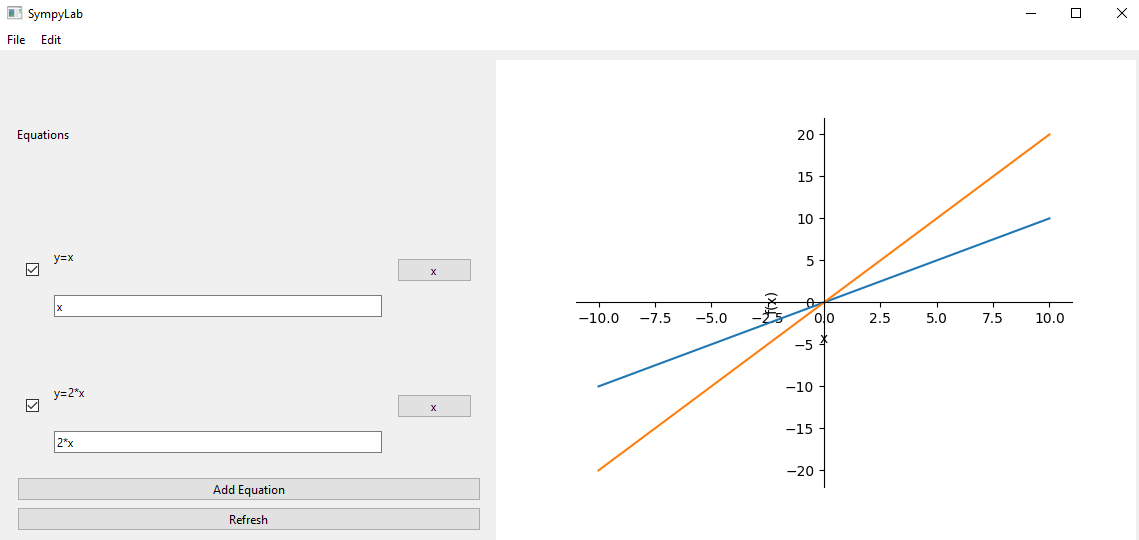 SympyLab
File Edit
Equations
y=x
x
x
y=2*x
x
2*x
Add Equation
Refresh
20
15
10
5
0
f(x)
−10.0 −7.5 −5.0 −2.5 0.0 2.5 5.0 7.5 10.0
x
−5
−10
−15
−20